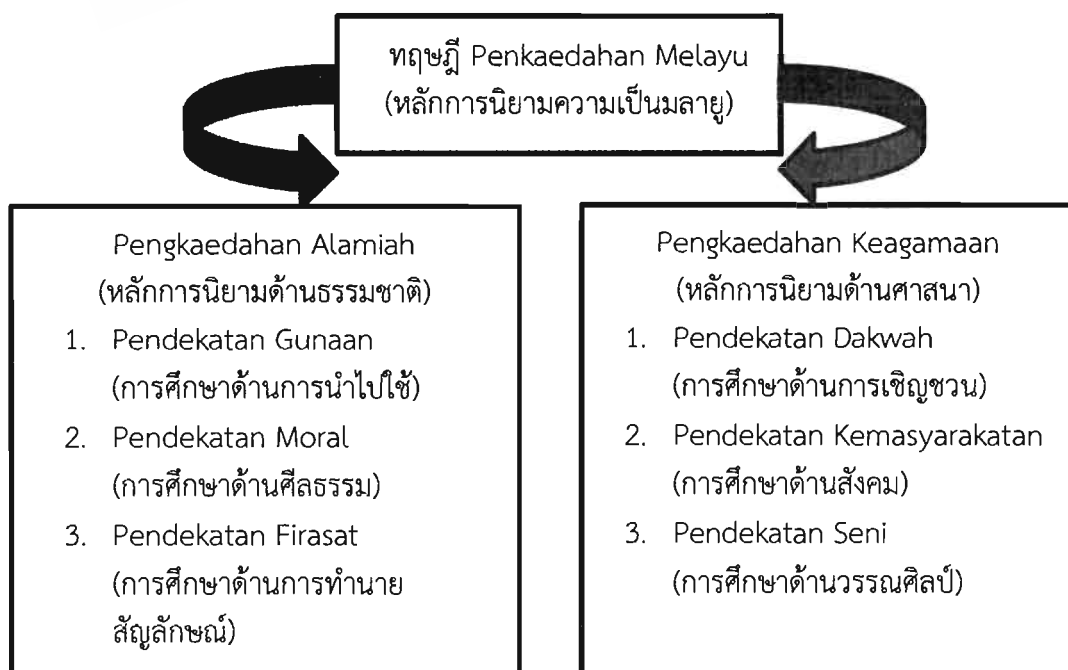 ทฤษฎี Penkaedahan Melayu
(หลักการนิยามความเป็นมลายู)
Pengkaedahan Alamiah
(หลักการนิยามด้านธรรมชาติ)
1. Pendekatan Gunaan
(การศึกษาด้านการนำไปใช้)
2. Pendekatan Moral
(การศึกษาด้านศีลธรรม)
3. Pendekatan Firasat
(การศึกษาด้านการทำนาย
สัญลักษณ์)
Pengkaedahan Keagamaan
(หลักการนิยามด้านศาสนา)
1. Pendekatan Dakwah
(การศึกษาด้านการเชิญชวน)
2. Pendekatan Kemasyarakatan
(การศึกษาด้านสังคม)
3. Pendekatan Seni
(การศึกษาด้านวรรณศิลป์)